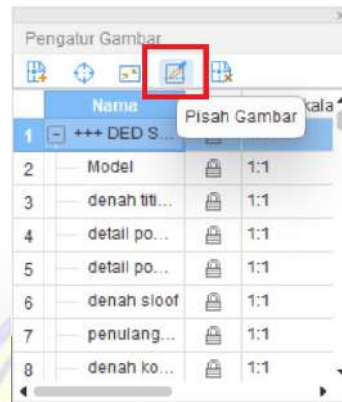 Pengatur Gambar
Nama
kala
Pisah Gambar
1 +++ DED S...
2 Model 1:1
3 denah titi... 1:1
4 detail po... 1:1
5 detail po... 1:1
6 denah sloof 1:1
7 penulang... 1:1
8 denah ko... 1:1